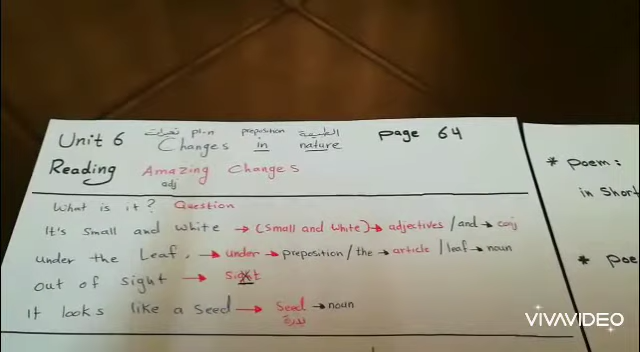 تغيرات pl.n preposition الطبيعة
Unit 6 Changes in nature page 64
Reading Amazing Changes
adj
What is it? Question
It's small and white → (small and white) → adjectives / and → conj
under the Leaf. → under → preposition / the → article / leaf → noun
out of sight → sight
It looks like a seed → Seed → noun
بذرة
* poem:
in Short
* poe
VIVAVIDEO